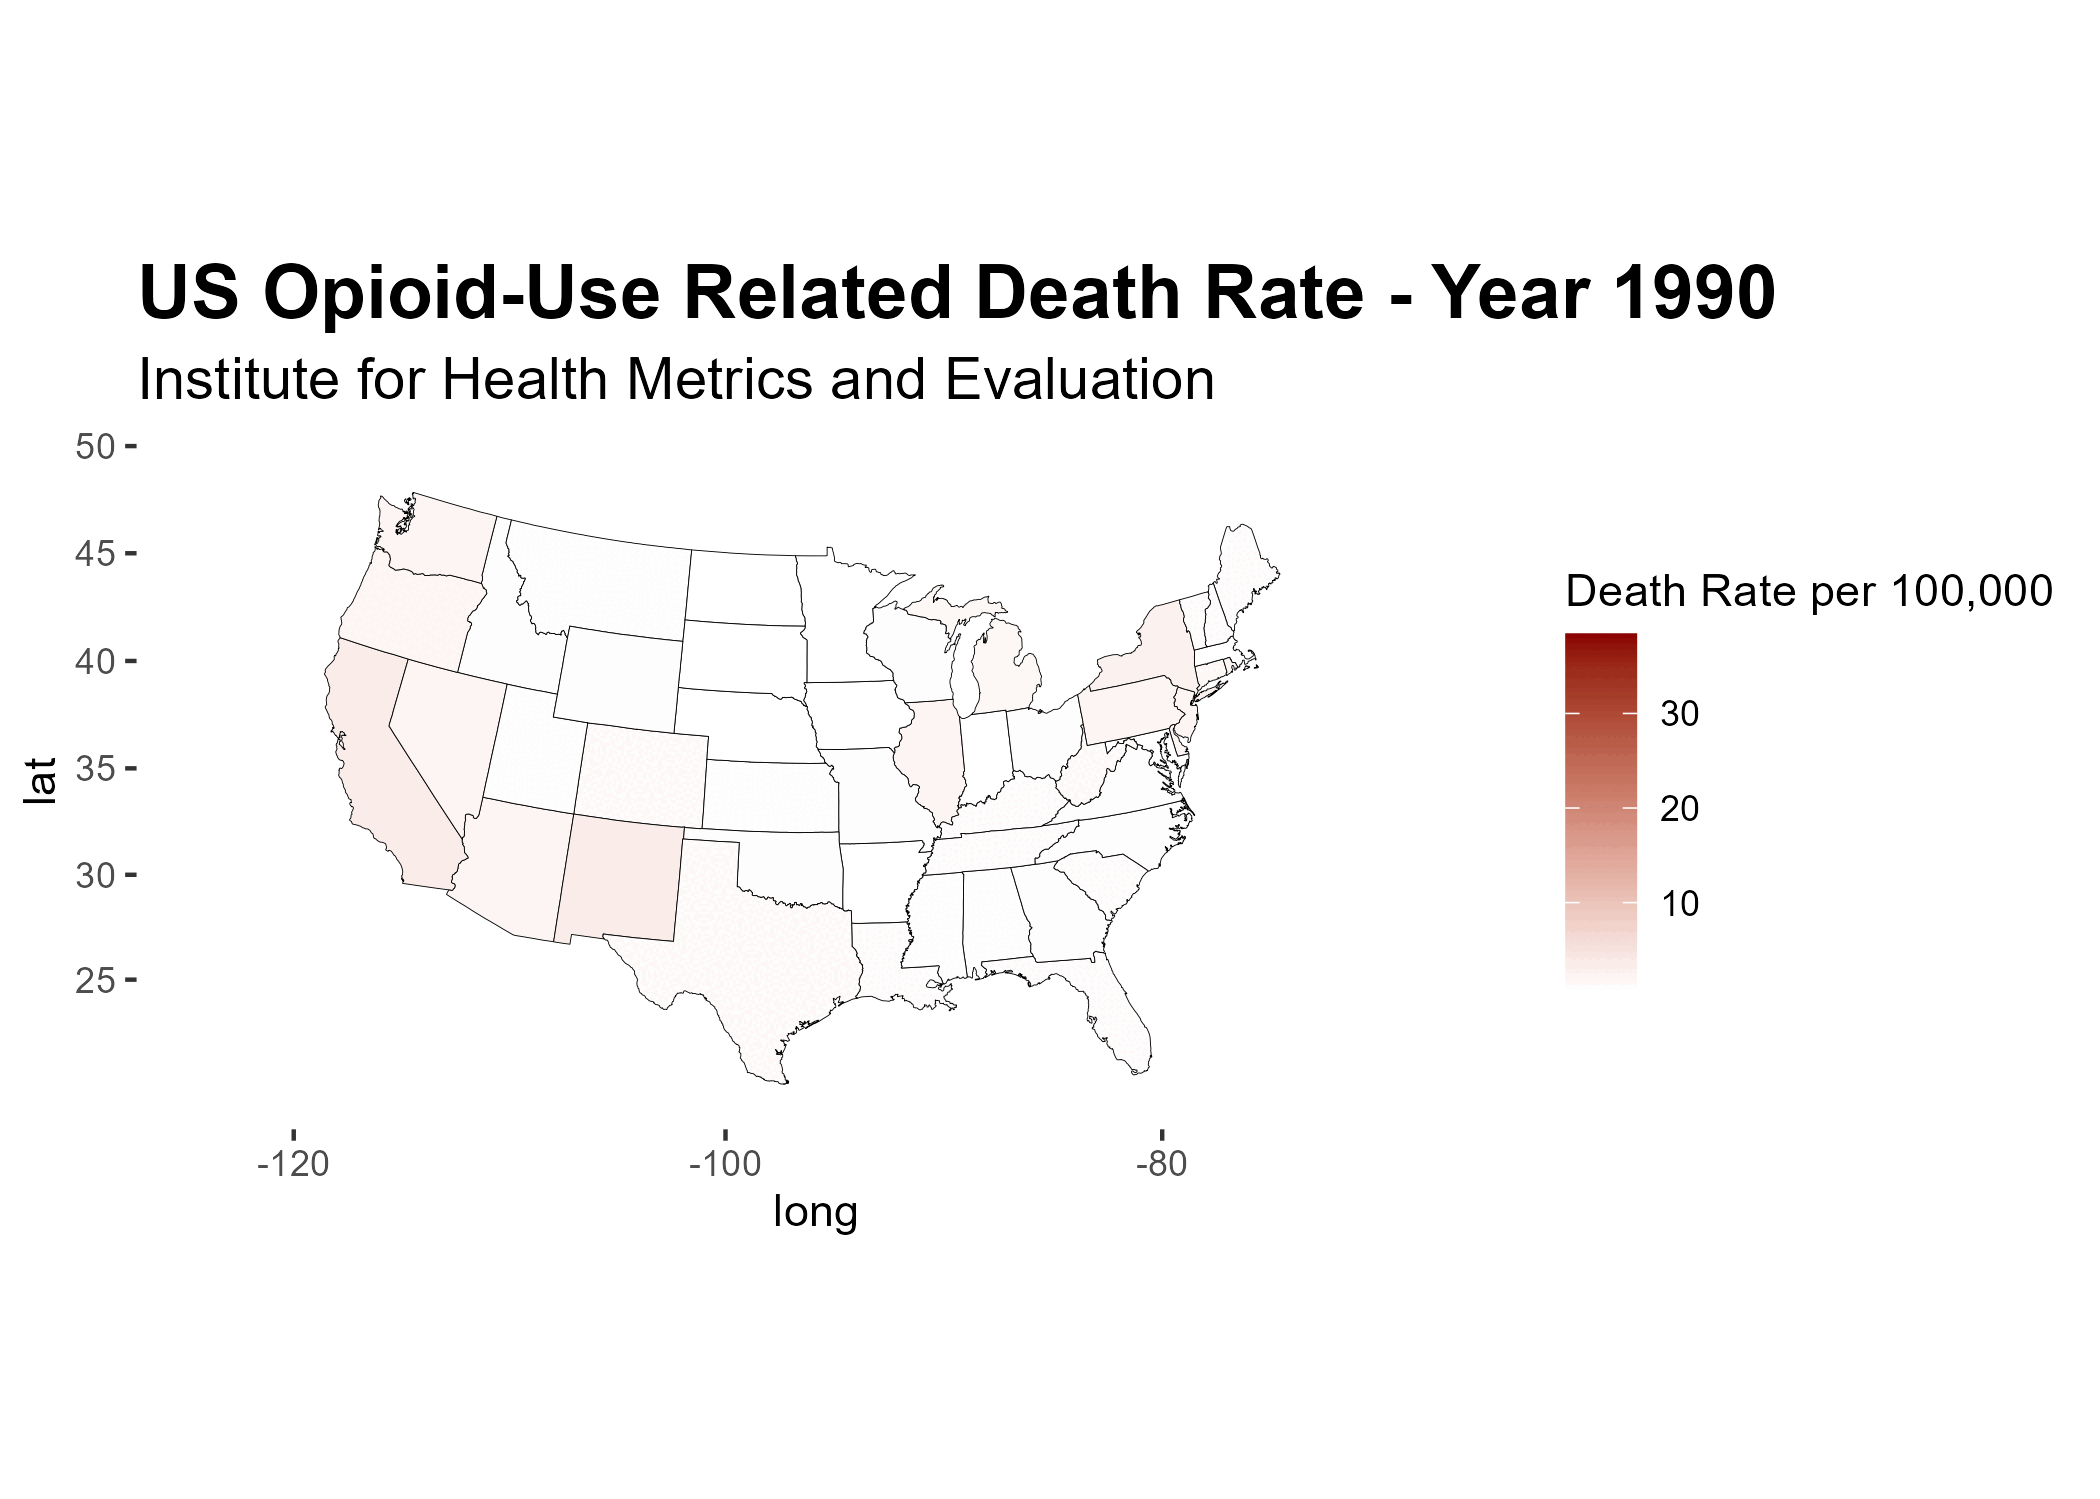 US Opioid-Use Related Death Rate - Year 1990
Institute for Health Metrics and Evaluation
50
45
40
35
30
25
lat
-120
-100
-80
long
Death Rate per 100,000
30
20
10